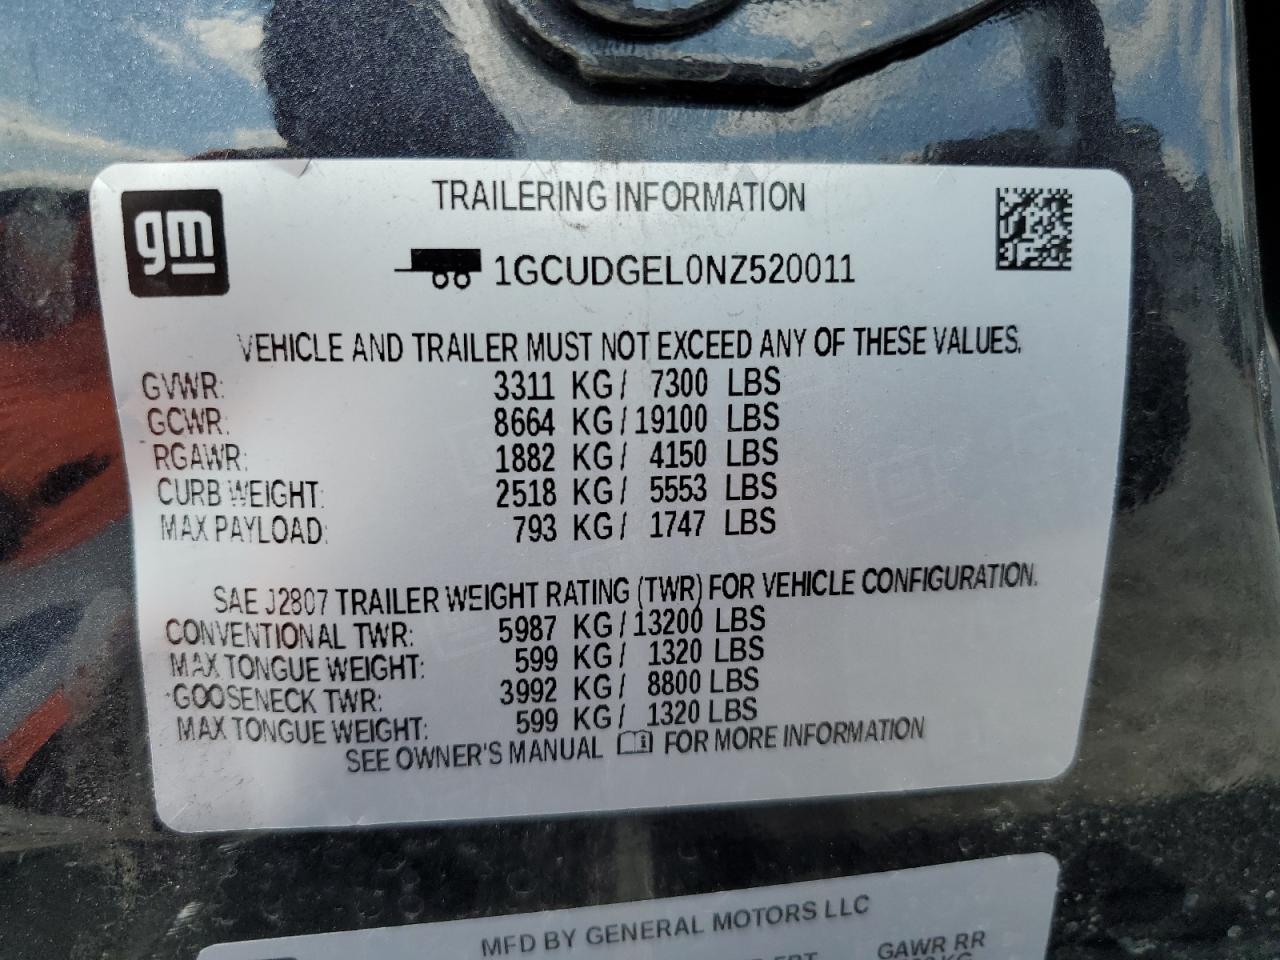 gm
TRAILERING INFORMATION
1GCUDGEL0NZ520011
VEHICLE AND TRAILER MUST NOT EXCEED ANY OF THESE VALUES.
GVWR: 3311 KG/ 7300 LBS
GCWR: 8664 KG/19100 LBS
RGAWR: 1882 KG/ 4150 LBS
CURB WEIGHT: 2518 KG/ 5553 LBS
MAX PAYLOAD: 793 KG/ 1747 LBS
SAE J2807 TRAILER WEIGHT RATING (TWR) FOR VEHICLE CONFIGURATION.
CONVENTIONAL TWR: 5987 KG/13200 LBS
MAX TONGUE WEIGHT: 599 KG/ 1320 LBS
GOOSENECK TWR: 3992 KG/ 8800 LBS
MAX TONGUE WEIGHT: 599 KG/ 1320 LBS
SEE OWNER'S MANUAL FOR MORE INFORMATION
MFD BY GENERAL MOTORS LLC
GAWR RR